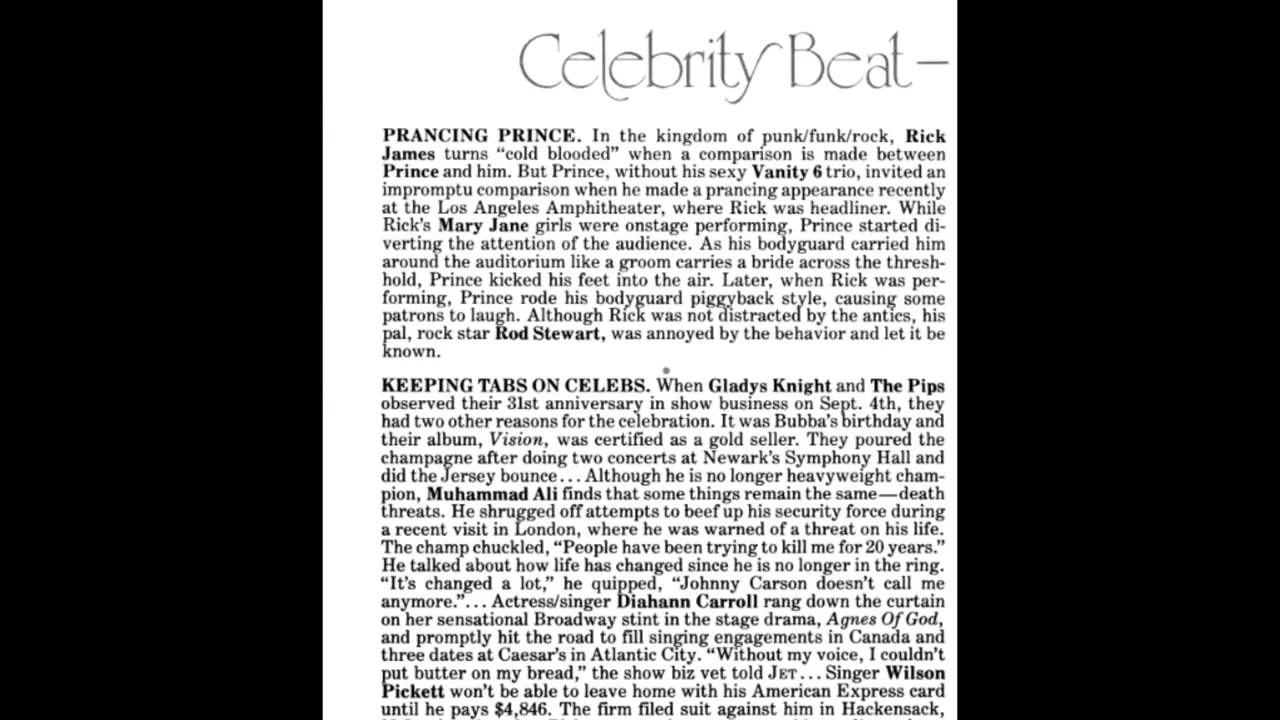 Celebrity Beat —
PRANCING PRINCE. In the kingdom of punk/funk/rock, Rick
James turns “cold blooded” when a comparison is made between
Prince and him. But Prince, without his sexy Vanity 6 trio, invited an
impromptu comparison when he made a prancing appearance recently
at the Los Angeles Amphitheater, where Rick was headliner. While
Rick’s Mary Jane girls were onstage performing, Prince started di-
verting the attention of the audience. As his bodyguard carried him
around the auditorium like a groom carries a bride across the thresh-
hold, Prince kicked his feet into the air. Later, when Rick was per-
forming, Prince rode his bodyguard piggyback style, causing some
patrons to laugh. Although Rick was not distracted by the antics, his
pal, rock star Rod Stewart, was annoyed by the behavior and let it be
known.
KEEPING TABS ON CELEBS. When Gladys Knight and The Pips
observed their 31st anniversary in show business on Sept. 4th, they
had two other reasons for the celebration. It was Bubba’s birthday and
their album, Vision, was certified as a gold seller. They poured the
champagne after doing two concerts at Newark’s Symphony Hall and
did the Jersey bounce... Although he is no longer heavyweight cham-
pion, Muhammad Ali finds that some things remain the same—death
threats. He shrugged off attempts to beef up his security force during
a recent visit in London, where he was warned of a threat on his life.
The champ chuckled, “People have been trying to kill me for 20 years.”
He talked about how life has changed since he is no longer in the ring.
“It’s changed a lot,” he quipped, “Johnny Carson doesn’t call me
anymore.”... Actress/singer Diahann Carroll rang down the curtain
on her sensational Broadway stint in the stage drama, Agnes Of God,
and promptly hit the road to fill singing engagements in Canada and
three dates at Caesar’s in Atlantic City. “Without my voice, I couldn’t
put butter on my bread,” the show biz vet told JET... Singer Wilson
Pickett won’t be able to leave home with his American Express card
until he pays $4,846. The firm filed suit against him in Hackensack,